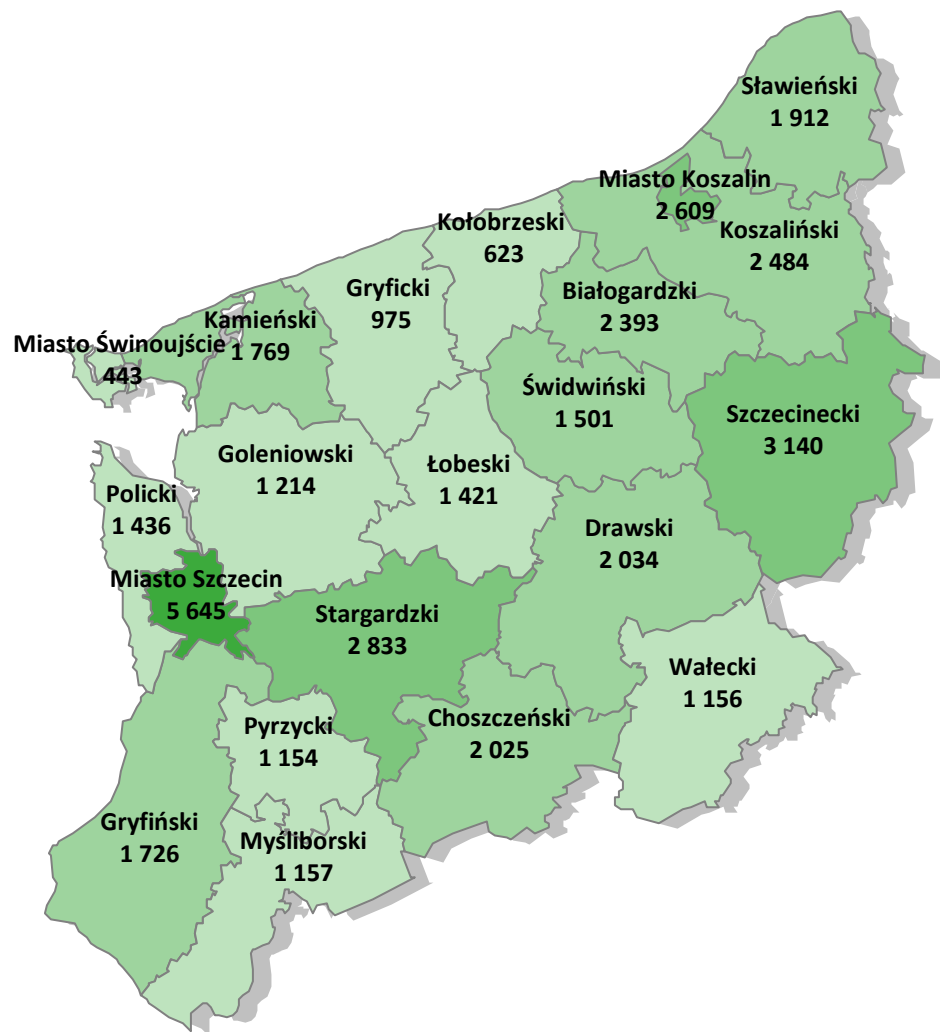 Sławieński
1 912
Miasto Koszalin
2 609
Kołobrzeski
623
Koszaliński
2 484
Gryficki
975
Białogardzki
2 393
Kamieński
1 769
Miasto Świnoujście
443
Świdwiński
1 501
Szczecinecki
3 140
Goleniowski
1 214
Łobeski
1 421
Policki
1 436
Drawski
2 034
Miasto Szczecin
5 645
Stargardzki
2 833
Wałecki
1 156
Choszczeński
2 025
Pyrzycki
1 154
Gryfiński
1 726
Myśliborski
1 157